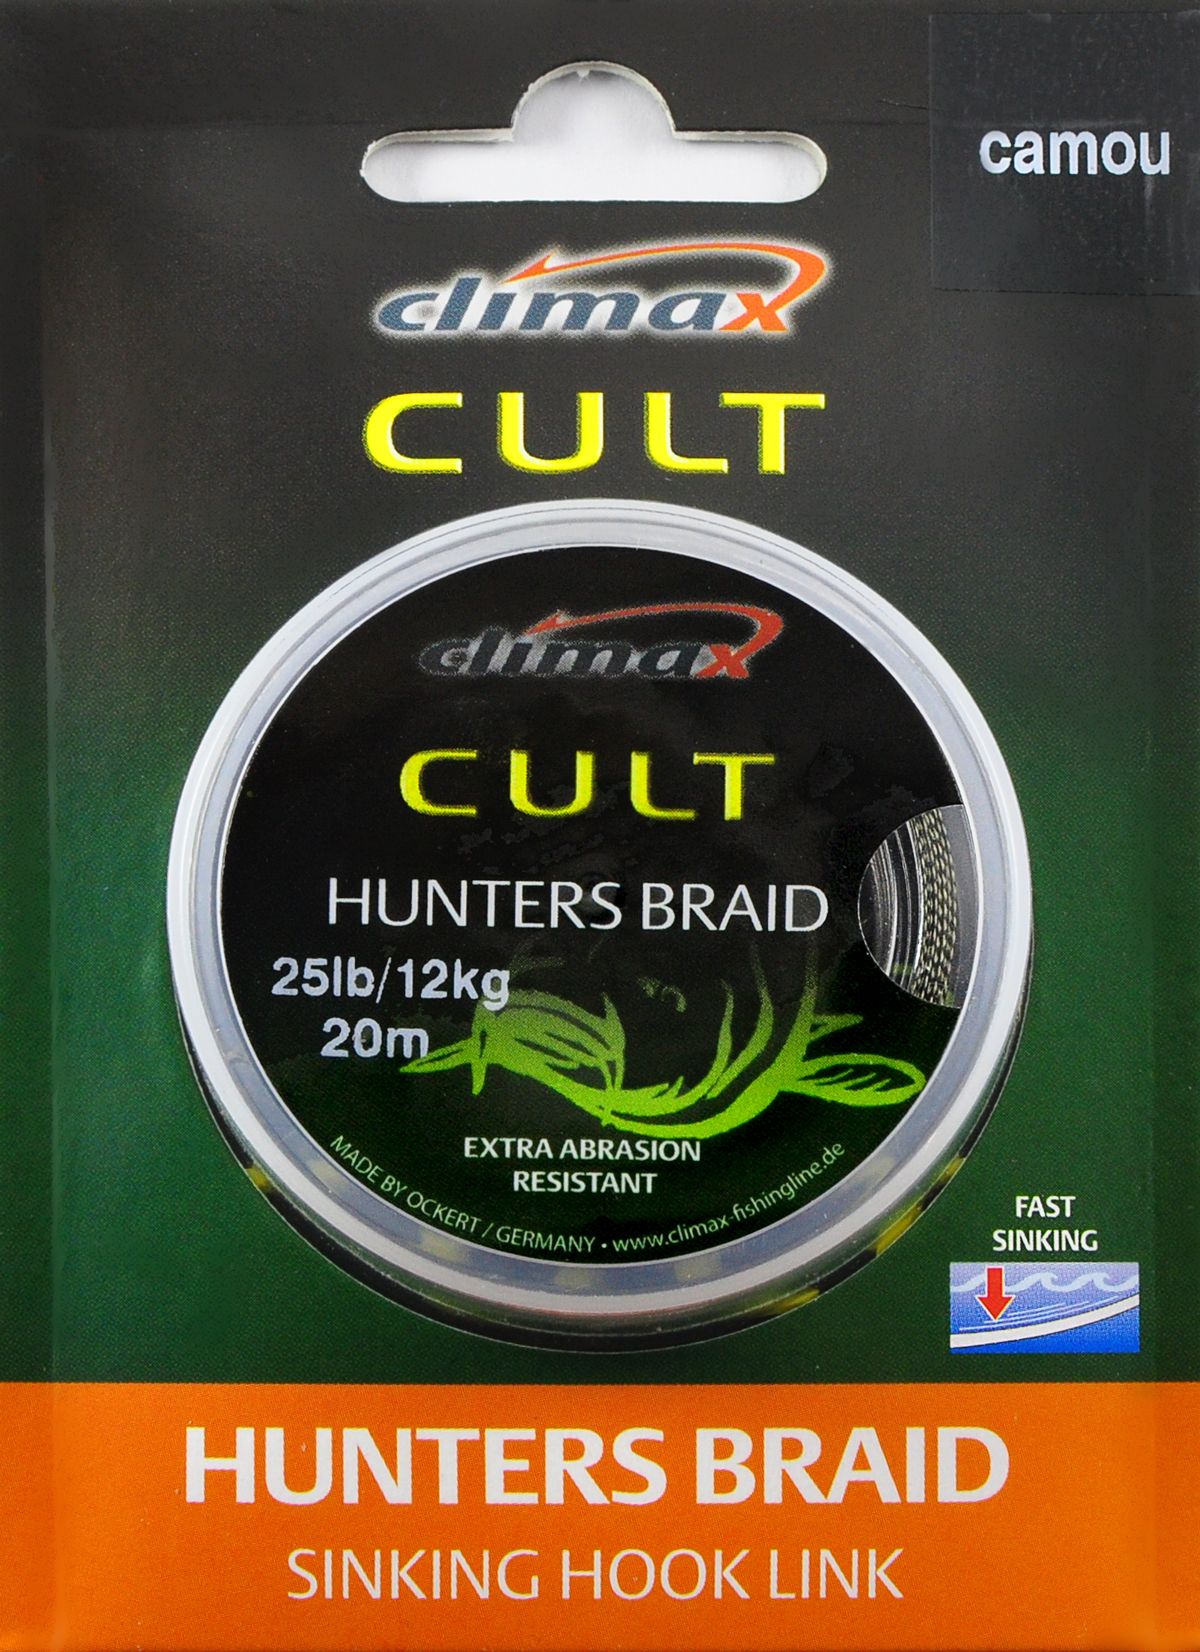 camou
climax
CULT
climax
CULT
HUNTERS BRAID
25lb/12kg
20m
EXTRA ABRASION
RESISTANT
MADE BY OCKERT / GERMANY • www.climax-fishingline.de
FAST
SINKING
HUNTERS BRAID
SINKING HOOK LINK